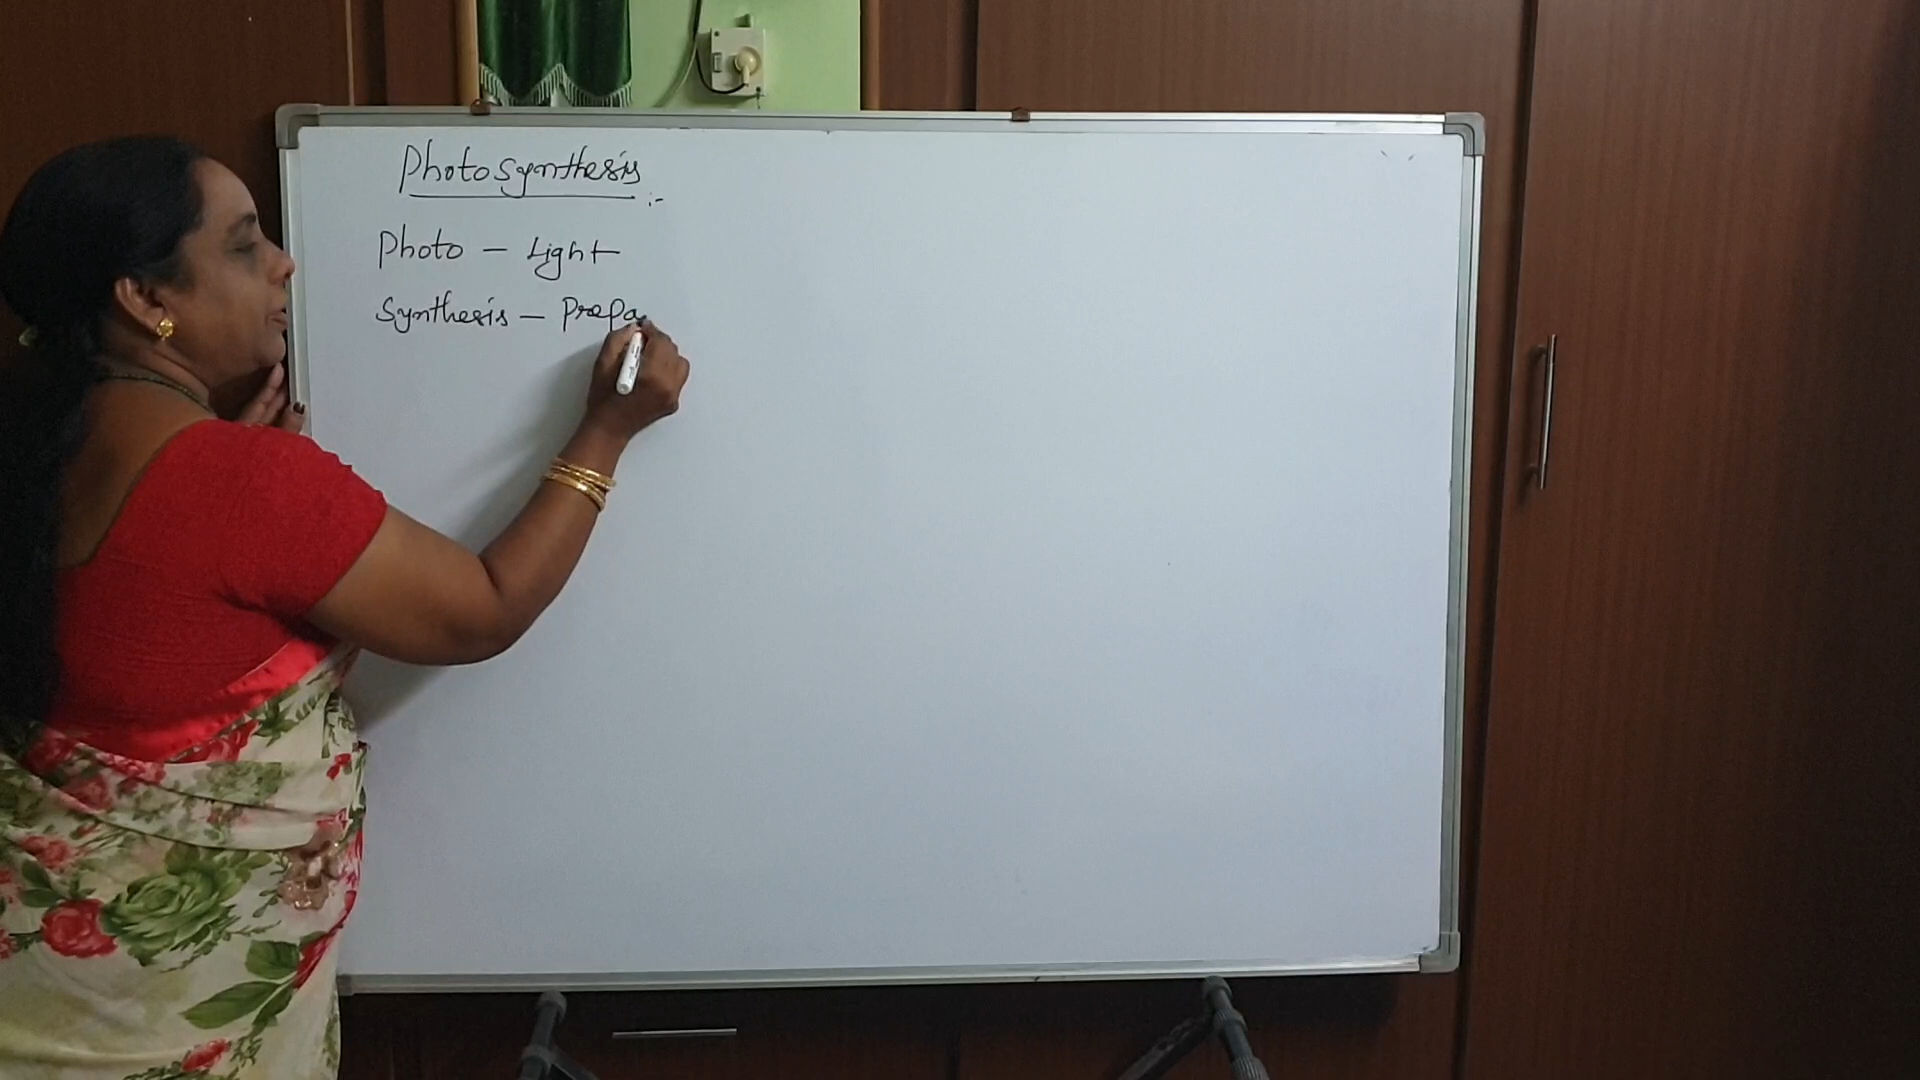 Photosynthesis :-
Photo — Light
Synthesis — Prepa